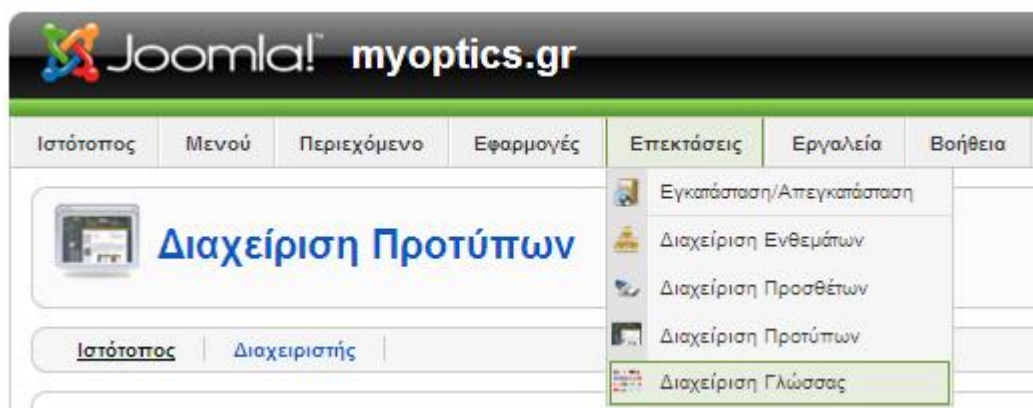 Joomla!™ myoptics.gr
Ιστότοπος Μενού Περιεχόμενο Εφαρμογές Επεκτάσεις Εργαλεία Βοήθεια
Εγκατάσταση/Απεγκατάσταση
Διαχείριση Προτύπων
Διαχείριση Ενθεμάτων
Διαχείριση Προσθέτων
Διαχείριση Προτύπων
Διαχείριση Γλώσσας
Ιστότοπος Διαχειριστής